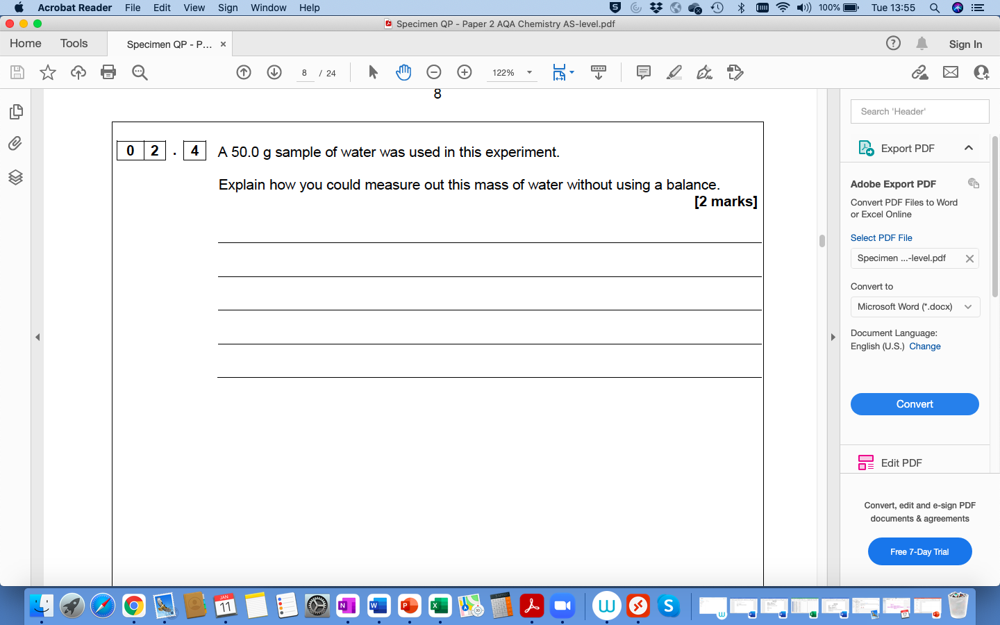 Acrobat Reader File Edit View Sign Window Help 100% Tue 13:55
Specimen QP - Paper 2 AQA Chemistry AS-level.pdf
Home Tools Specimen QP - P... × Sign In
8 / 24 122%
8
0 2 . 4 A 50.0 g sample of water was used in this experiment.
Explain how you could measure out this mass of water without using a balance.
[2 marks]
Search 'Header'
Export PDF
Adobe Export PDF
Convert PDF Files to Word
or Excel Online
Select PDF File
Specimen ...-level.pdf
Convert to
Microsoft Word (*.docx)
Document Language:
English (U.S.) Change
Convert
Edit PDF
Convert, edit and e-sign PDF
documents & agreements
Free 7-Day Trial
JAN
11